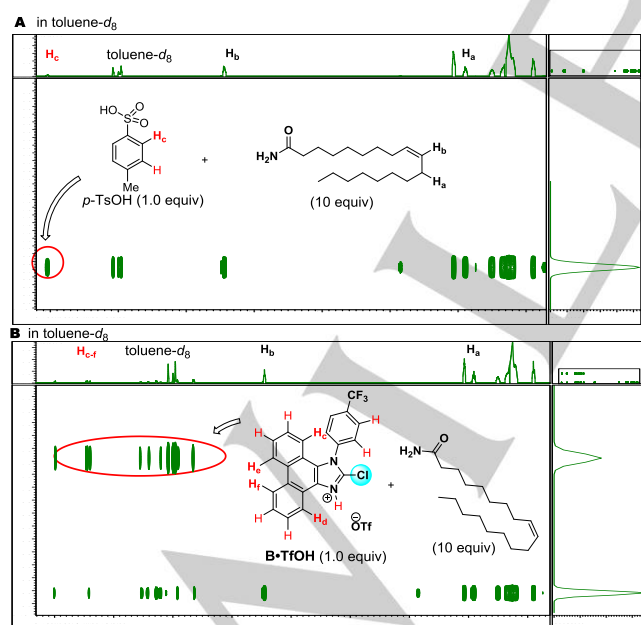 A in toluene-d8
Hc toluene-d8 Hb Ha
HO
S
O
O
Hc
H
Me
p-TsOH (1.0 equiv)
+
O
H2N
Hb
Ha
(10 equiv)
B in toluene-d8
Hc-f toluene-d8 Hb Ha
CF3
H
H
H
Hc
H
He
N
Cl
Hf
N
⊕
H
H
H
Hd
⊖
OTf
B•TfOH (1.0 equiv)
+
O
H2N
(10 equiv)